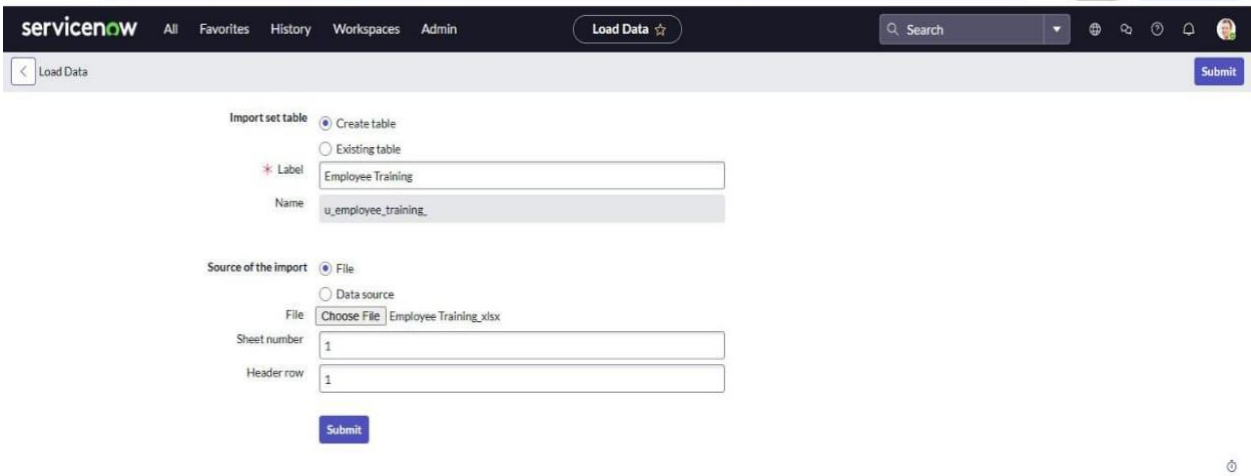 servicenow All Favorites History Workspaces Admin Load Data Search
Load Data Submit
Import set table Create table
Existing table
* Label Employee Training
Name u_employee_training_
Source of the import File
Data source
File Choose File Employee Training_xlsx
Sheet number 1
Header row 1
Submit